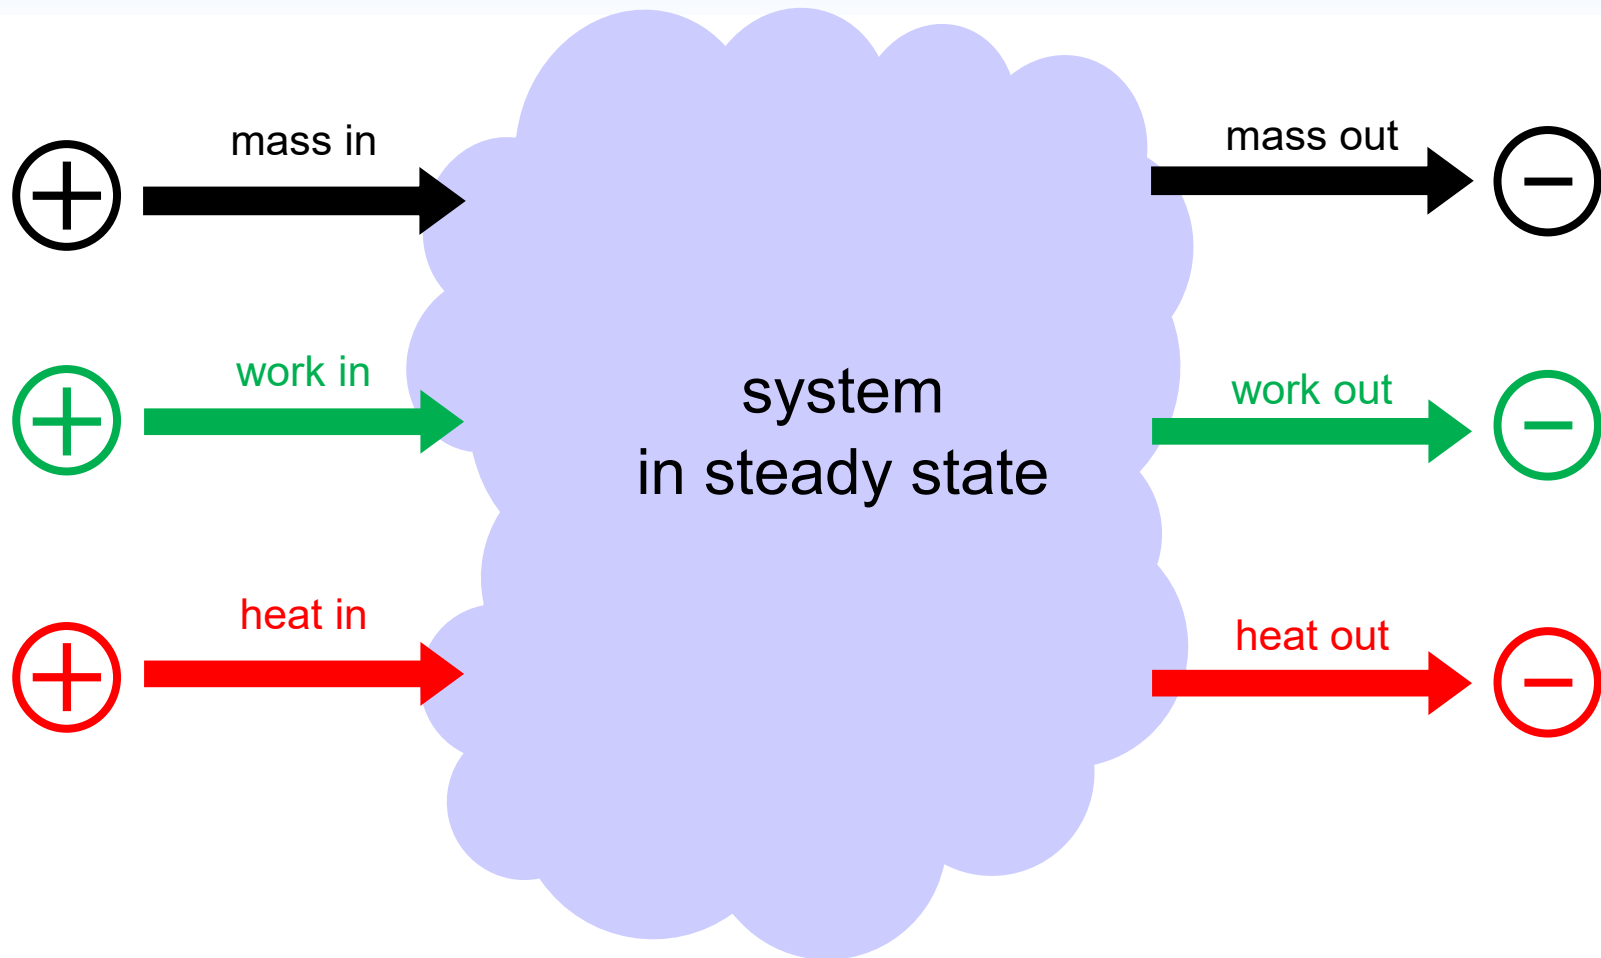 mass in
mass out
work in
work out
system
in steady state
heat in
heat out